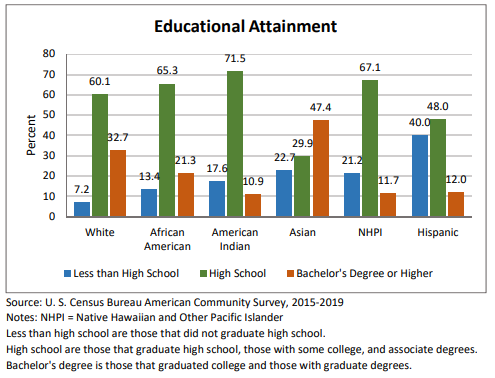 Educational Attainment
80
70
60
50
40
30
20
10
0
Percent
60.1
65.3
71.5
67.1
47.4
48.0
40.0
32.7
29.9
21.3
22.7
21.2
17.6
13.4
7.2
10.9
11.7
12.0
White
African American
American Indian
Asian
NHPI
Hispanic
Less than High School
High School
Bachelor's Degree or Higher
Source: U. S. Census Bureau American Community Survey, 2015-2019
Notes: NHPI = Native Hawaiian and Other Pacific Islander
Less than high school are those that did not graduate high school.
High school are those that graduate high school, those with some college, and associate degrees.
Bachelor's degree is those that graduated college and those with graduate degrees.